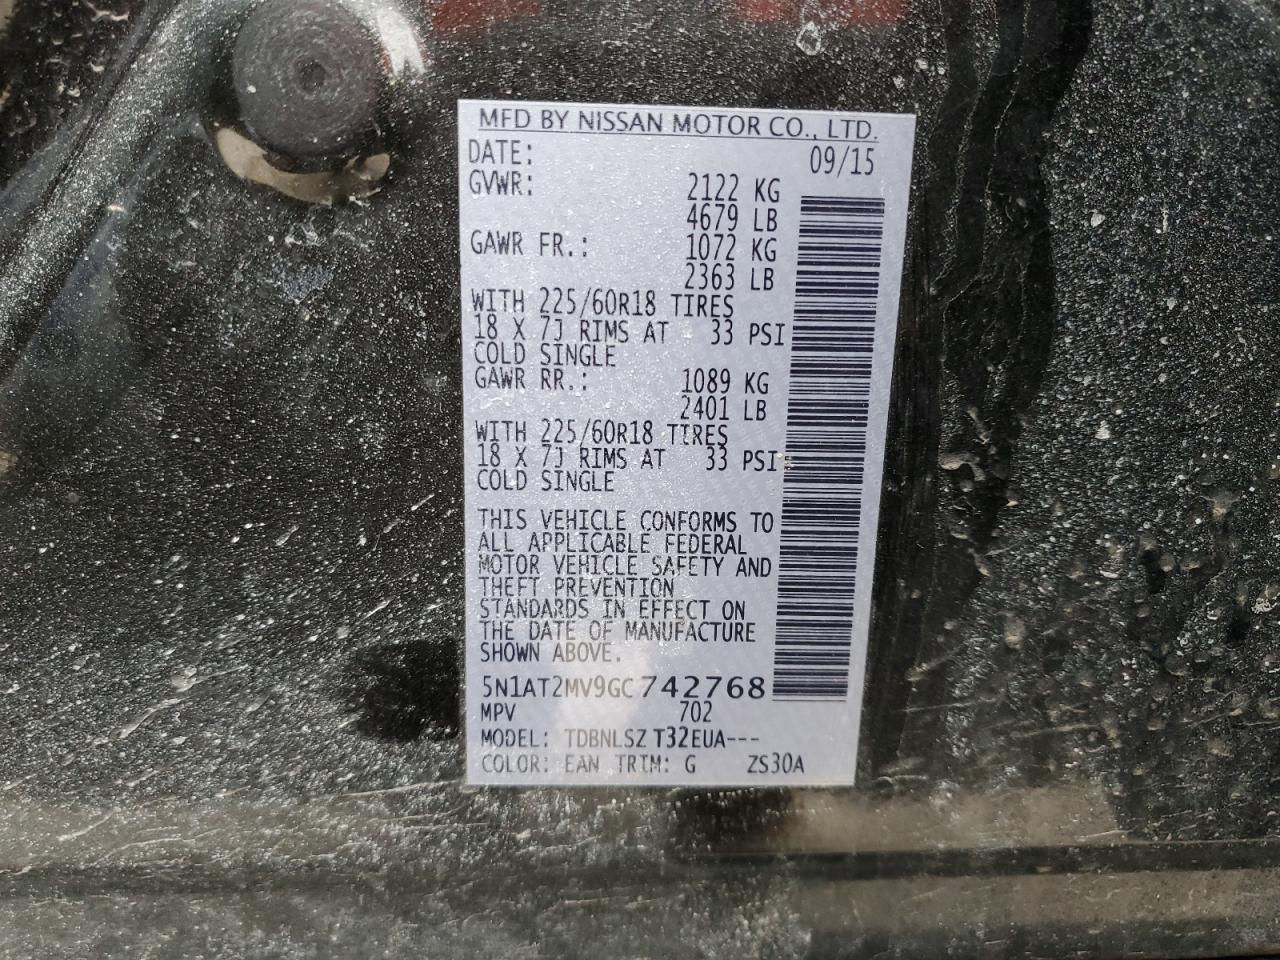 MFD BY NISSAN MOTOR CO., LTD.
DATE: 09/15
GVWR: 2122 KG
4679 LB
GAWR FR.: 1072 KG
2363 LB
WITH 225/60R18 TIRES
18 X 7J RIMS AT 33 PSI
COLD SINGLE
GAWR RR.: 1089 KG
2401 LB
WITH 225/60R18 TIRES
18 X 7J RIMS AT 33 PSI
COLD SINGLE
THIS VEHICLE CONFORMS TO
ALL APPLICABLE FEDERAL
MOTOR VEHICLE SAFETY AND
THEFT PREVENTION
STANDARDS IN EFFECT ON
THE DATE OF MANUFACTURE
SHOWN ABOVE.
5N1AT2MV9GC742768
MPV 702
MODEL: TDBNLSZ T32EUA---
COLOR: EAN TRIM: G ZS30A